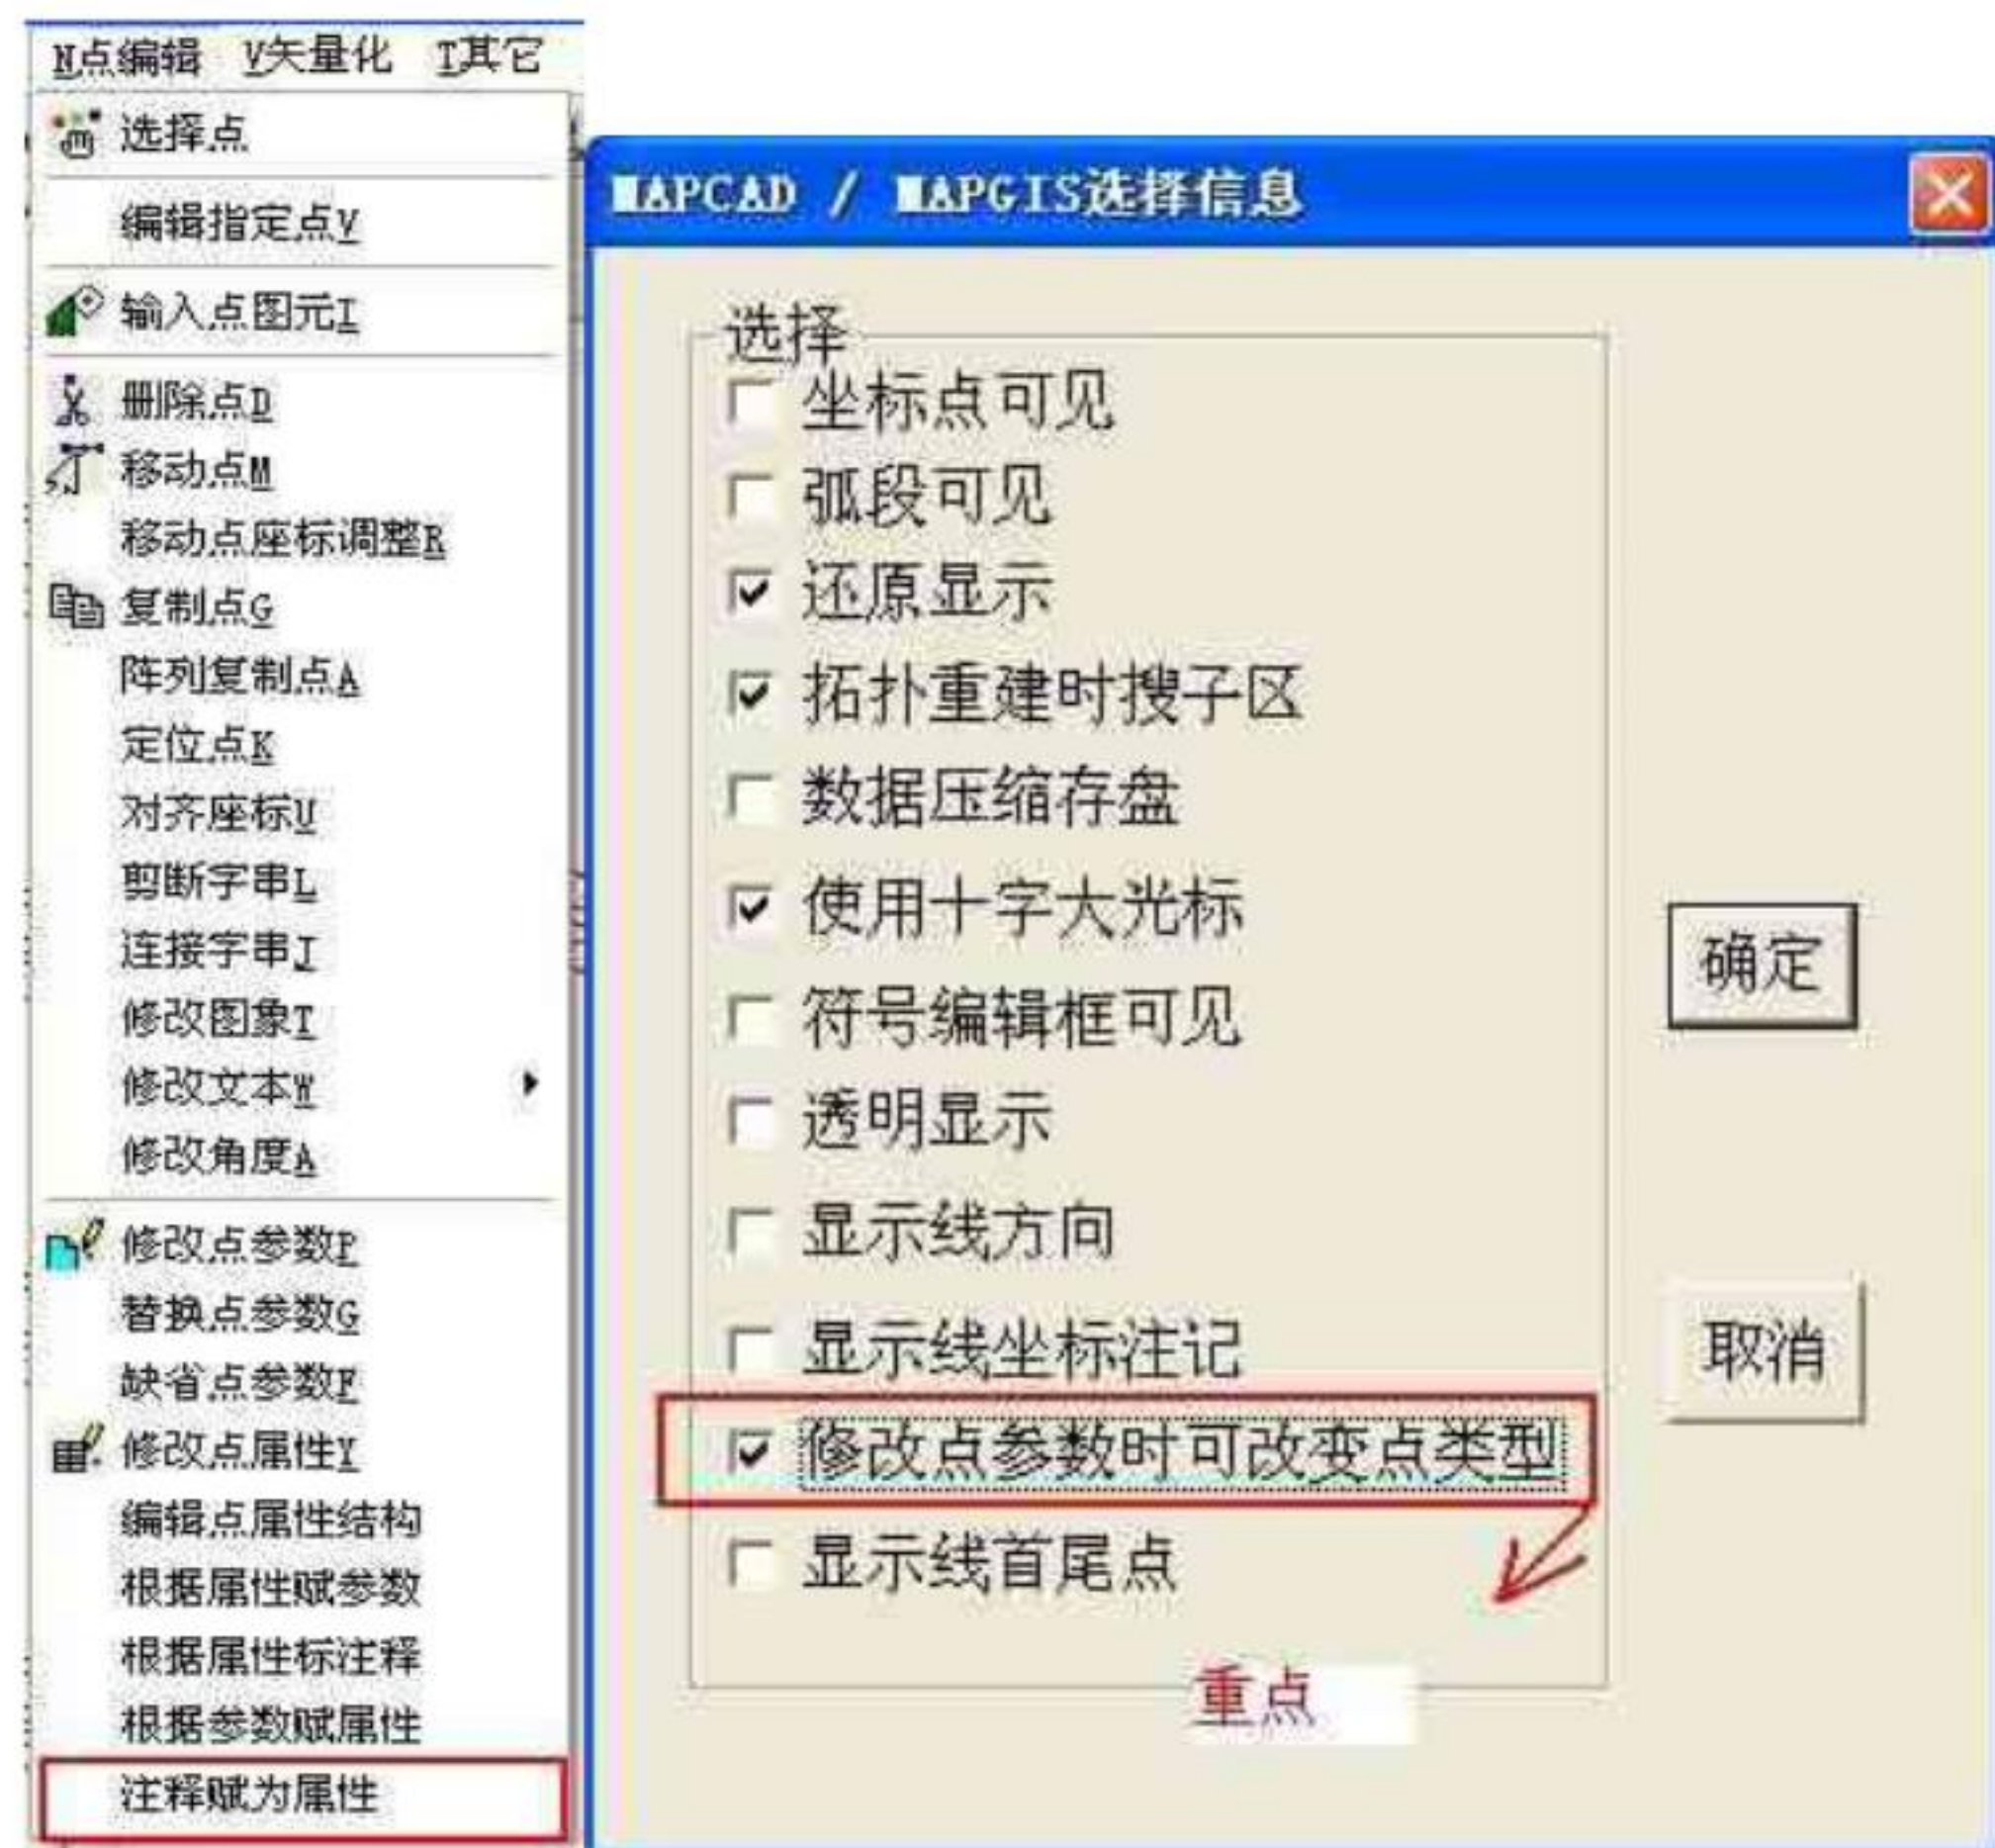 N点编辑 V矢量化 T其它
选择点
编辑指定点V
输入点图元I
删除点D
移动点M
移动点座标调整R
复制点G
阵列复制点A
定位点K
对齐座标U
剪断字串L
连接字串J
修改图象T
修改文本W
修改角度A
修改点参数P
替换点参数G
缺省点参数F
修改点属性Y
编辑点属性结构
根据属性赋参数
根据属性标注释
根据参数赋属性
注释赋为属性
MAPCAD / MAPGIS选择信息
选择
坐标点可见
弧段可见
还原显示
拓扑重建时搜子区
数据压缩存盘
使用十字大光标
符号编辑框可见
透明显示
显示线方向
显示线坐标注记
修改点参数时可改变点类型
显示线首尾点
重点
确定
取消